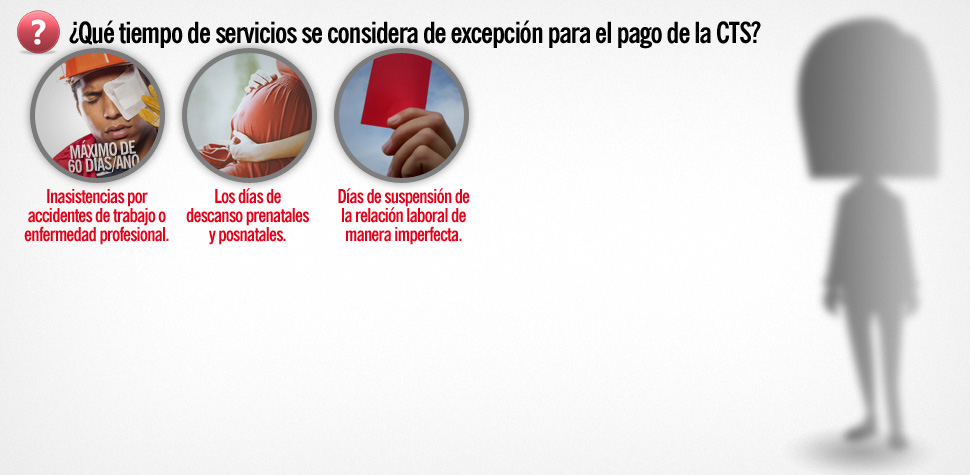 ?
¿Qué tiempo de servicios se considera de excepción para el pago de la CTS?
MÁXIMO DE
60 DÍAS/AÑO
Inasistencias por
accidentes de trabajo o
enfermedad profesional.
Los días de
descanso prenatales
y posnatales.
Días de suspensión de
la relación laboral de
manera imperfecta.